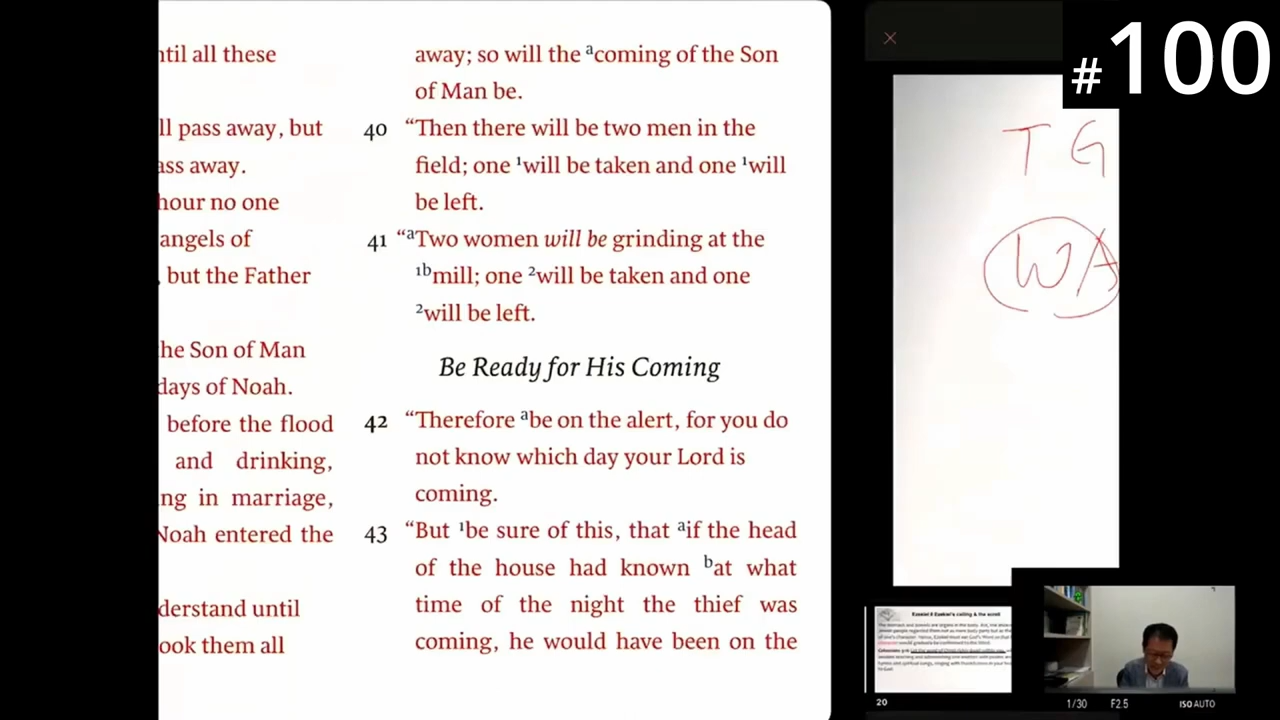 ntil all these
ll pass away, but
ass away.
hour no one
angels of
, but the Father
he Son of Man
days of Noah.
before the flood
and drinking,
ng in marriage,
Noah entered the
derstand until
ook them all
away; so will the ᵃcoming of the Son
of Man be.
40 “Then there will be two men in the
field; one ¹will be taken and one ¹will
be left.
41 “ᵃTwo women will be grinding at the
¹ᵇmill; one ²will be taken and one
²will be left.
Be Ready for His Coming
42 “Therefore ᵃbe on the alert, for you do
not know which day your Lord is
coming.
43 “But ¹be sure of this, that ᵃif the head
of the house had known ᵇat what
time of the night the thief was
coming, he would have been on the
#100
T G
WA
Ezekiel 8 Ezekiel's calling & the scroll
20
1/30 F2.5 ISO AUTO